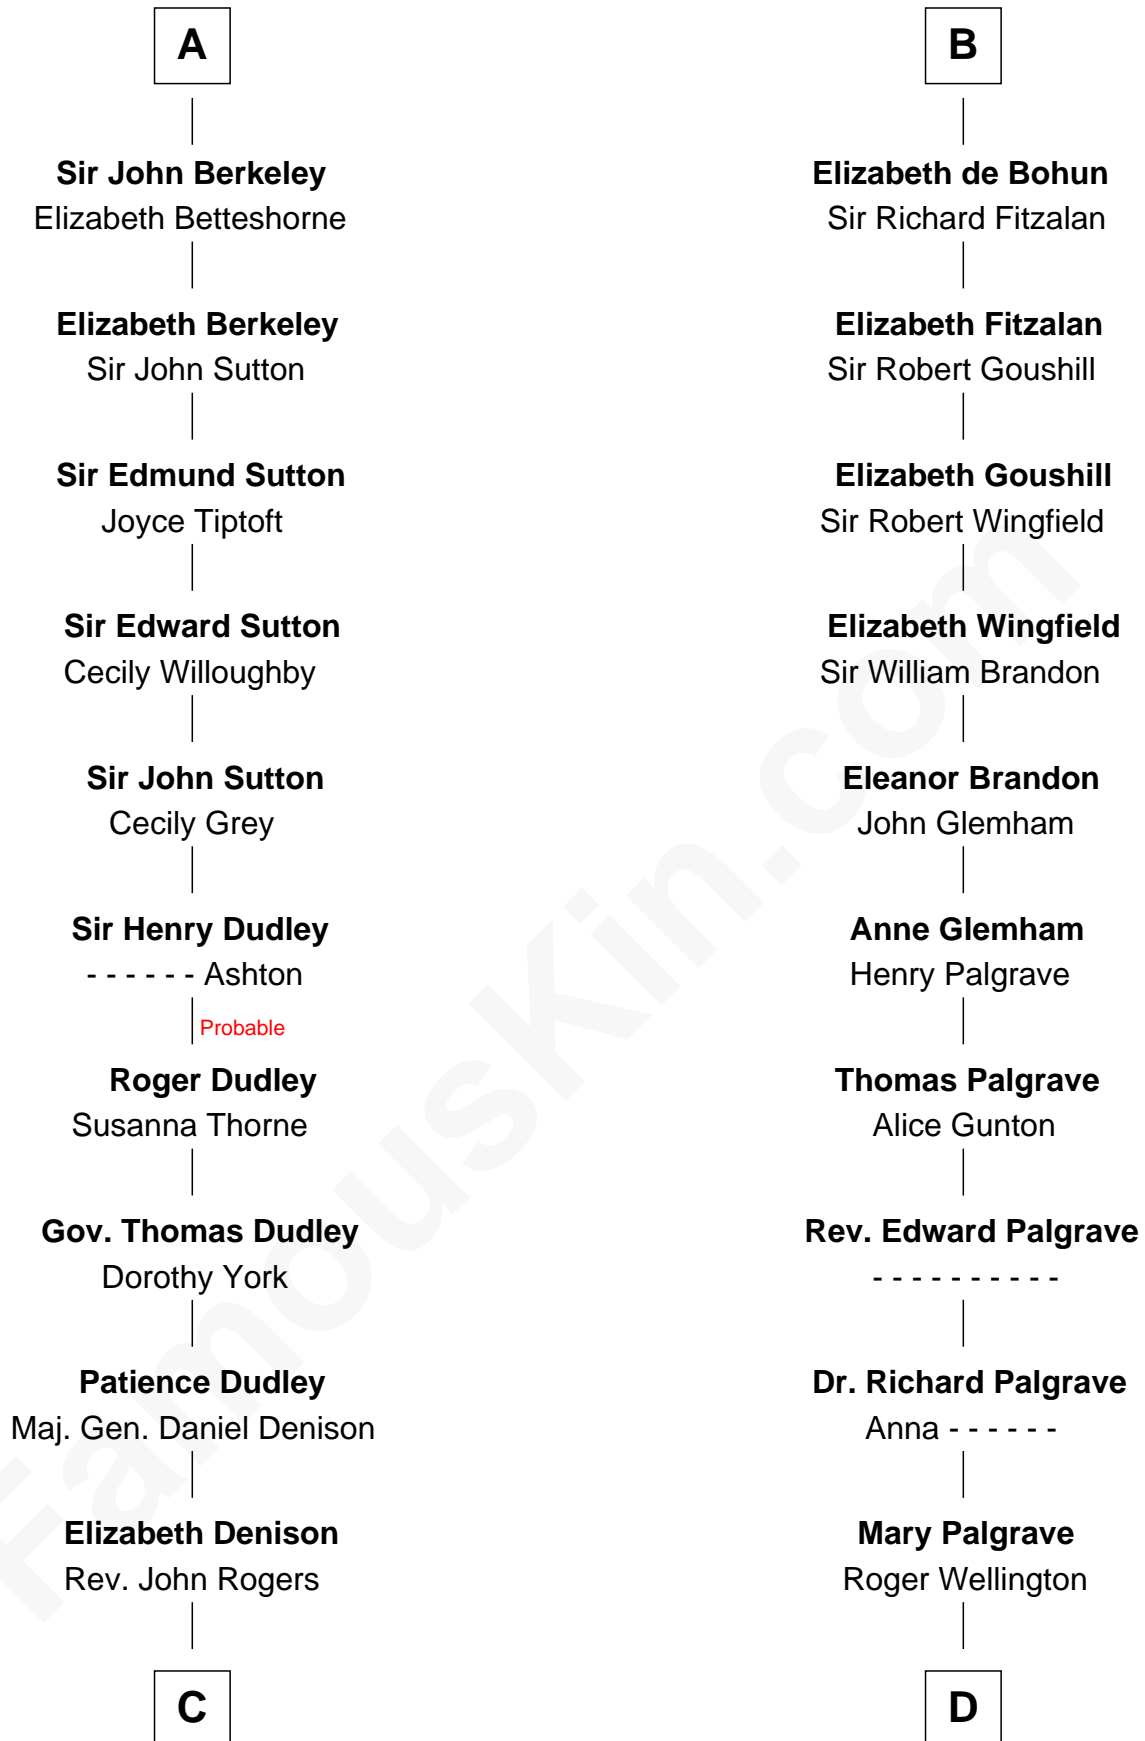 A
Sir John Berkeley
Elizabeth Betteshorne
Elizabeth Berkeley
Sir John Sutton
Sir Edmund Sutton
Joyce Tiptoft
Sir Edward Sutton
Cecily Willoughby
Sir John Sutton
Cecily Grey
Sir Henry Dudley
- - - - - - Ashton
Probable
Roger Dudley
Susanna Thorne
Gov. Thomas Dudley
Dorothy York
Patience Dudley
Maj. Gen. Daniel Denison
Elizabeth Denison
Rev. John Rogers
C
B
Elizabeth de Bohun
Sir Richard Fitzalan
Elizabeth Fitzalan
Sir Robert Goushill
Elizabeth Goushill
Sir Robert Wingfield
Elizabeth Wingfield
Sir William Brandon
Eleanor Brandon
John Glemham
Anne Glemham
Henry Palgrave
Thomas Palgrave
Alice Gunton
Rev. Edward Palgrave
- - - - - - - - - -
Dr. Richard Palgrave
Anna - - - - - -
Mary Palgrave
Roger Wellington
D
FamousKin.com